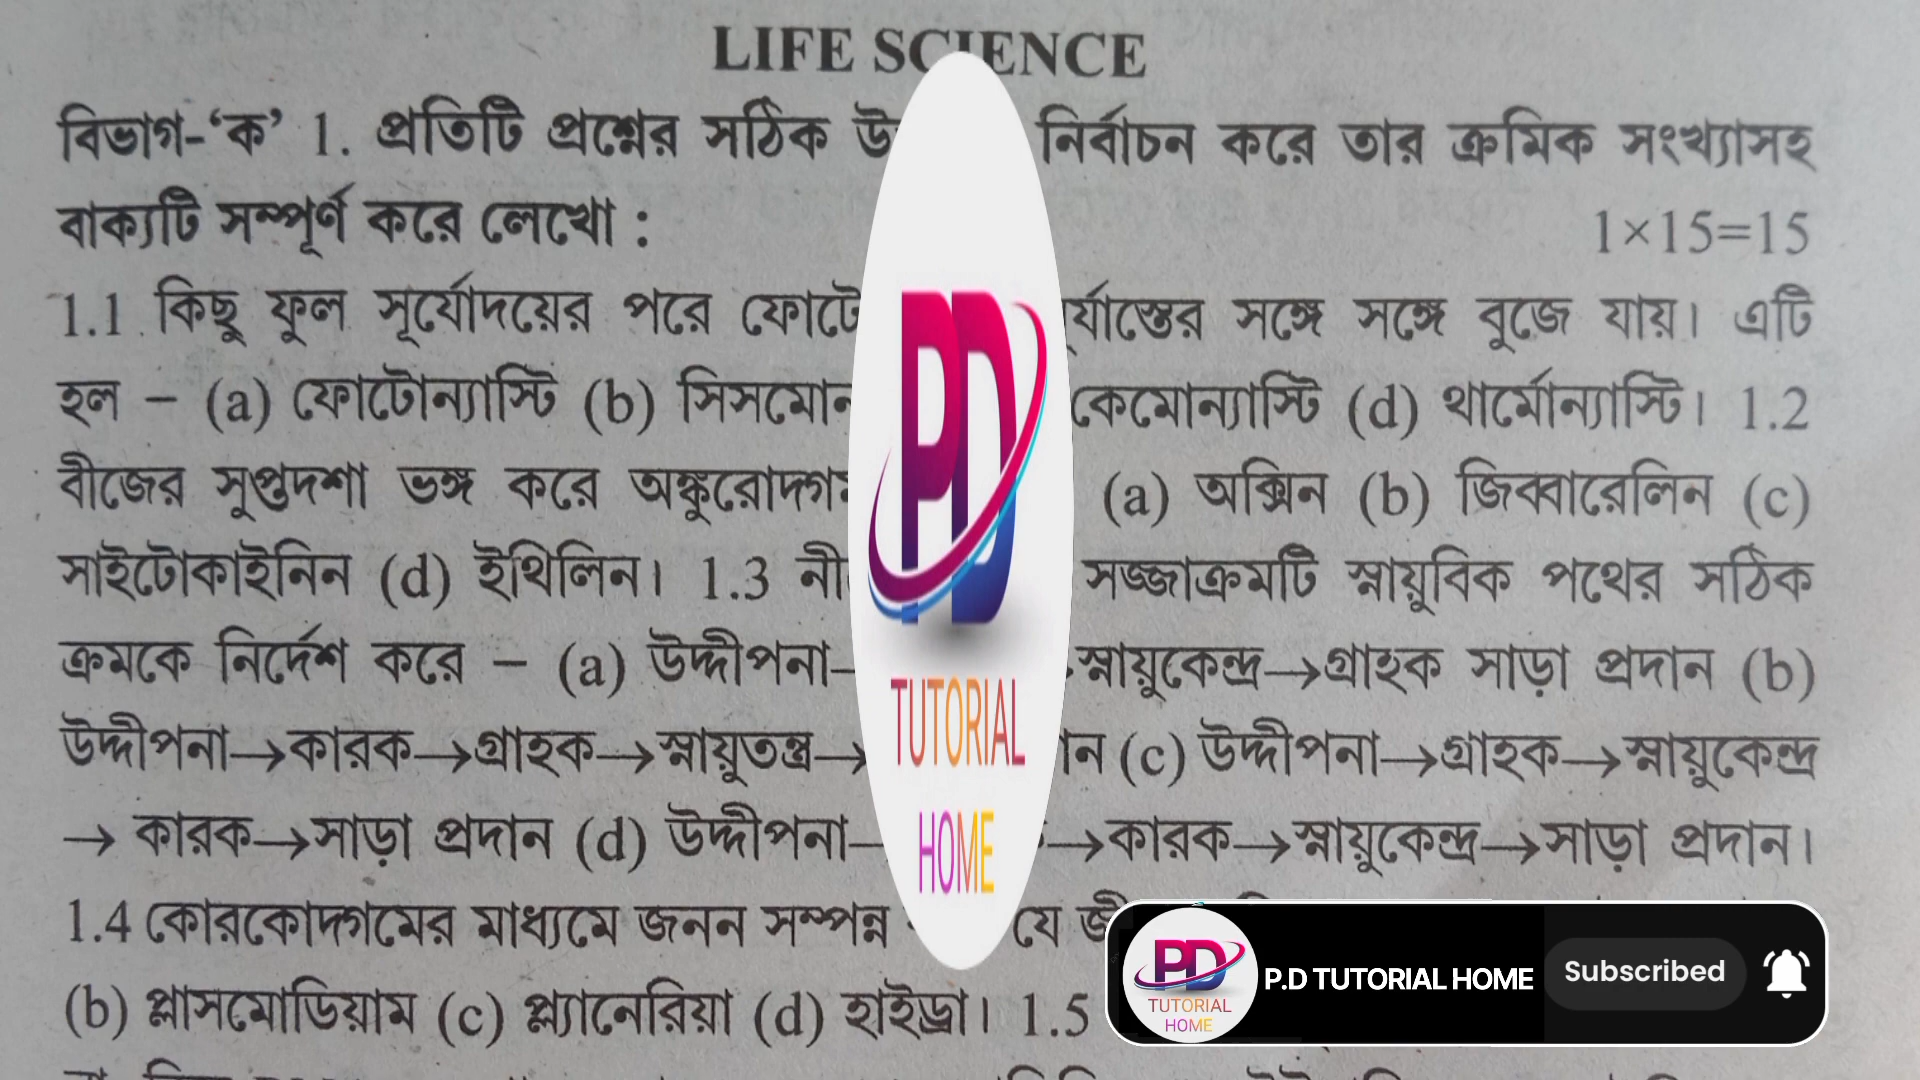 LIFE SCIENCE
বিভাগ-‘ক’ 1. প্রতিটি প্রশ্নের সঠিক নির্বাচন করে তার ক্রমিক সংখ্যাসহ
বাক্যটি সম্পূর্ণ করে লেখো : 1×15=15
1.1 কিছু ফুল সূর্যোদয়ের পরে সঙ্গে সঙ্গে বুজে যায়। এটি
হল – (a) ফোটোন্যাস্টি (b) (d) থার্মোন্যাস্টি। 1.2
বীজের সুপ্তদশা ভঙ্গ করে (a) অক্সিন (b) জিব্বারেলিন (c)
সাইটোকাইনিন (d) ইথিলিন। 1.3 সজ্জাক্রমটি স্নায়ুবিক পথের সঠিক
ক্রমকে নির্দেশ করে – (a) উদ্দীপনা– স্নায়ুকেন্দ্র→গ্রাহক সাড়া প্রদান (b)
উদ্দীপনা→কারক→গ্রাহক→স্নায়ুতন্ত্র→ (c) উদ্দীপনা→গ্রাহক→স্নায়ুকেন্দ্র
→ কারক→সাড়া প্রদান (d) উদ্দীপনা– →কারক→স্নায়ুকেন্দ্র→সাড়া প্রদান।
1.4 কোরকোদ্গমের মাধ্যমে জনন সম্পন্ন যে
(b) প্লাসমোডিয়াম (c) প্ল্যানেরিয়া (d) হাইড্রা। 1.5
PD
TUTORIAL
HOME
PD
TUTORIAL
HOME
P.D TUTORIAL HOME
Subscribed